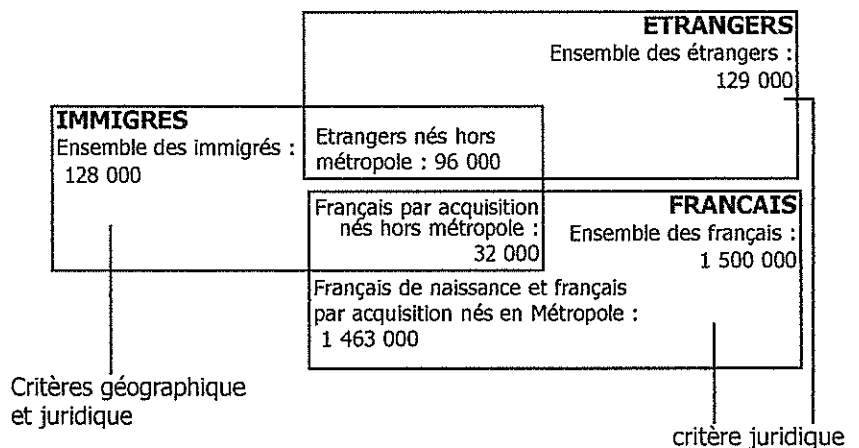 ETRANGERS
Ensemble des étrangers :
129 000
IMMIGRES
Ensemble des immigrés :
128 000
Etrangers nés hors
métropole : 96 000
Français par acquisition
nés hors métropole :
32 000
FRANCAIS
Ensemble des français :
1 500 000
Français de naissance et français
par acquisition nés en Métropole :
1 463 000
Critères géographique
et juridique
critère juridique